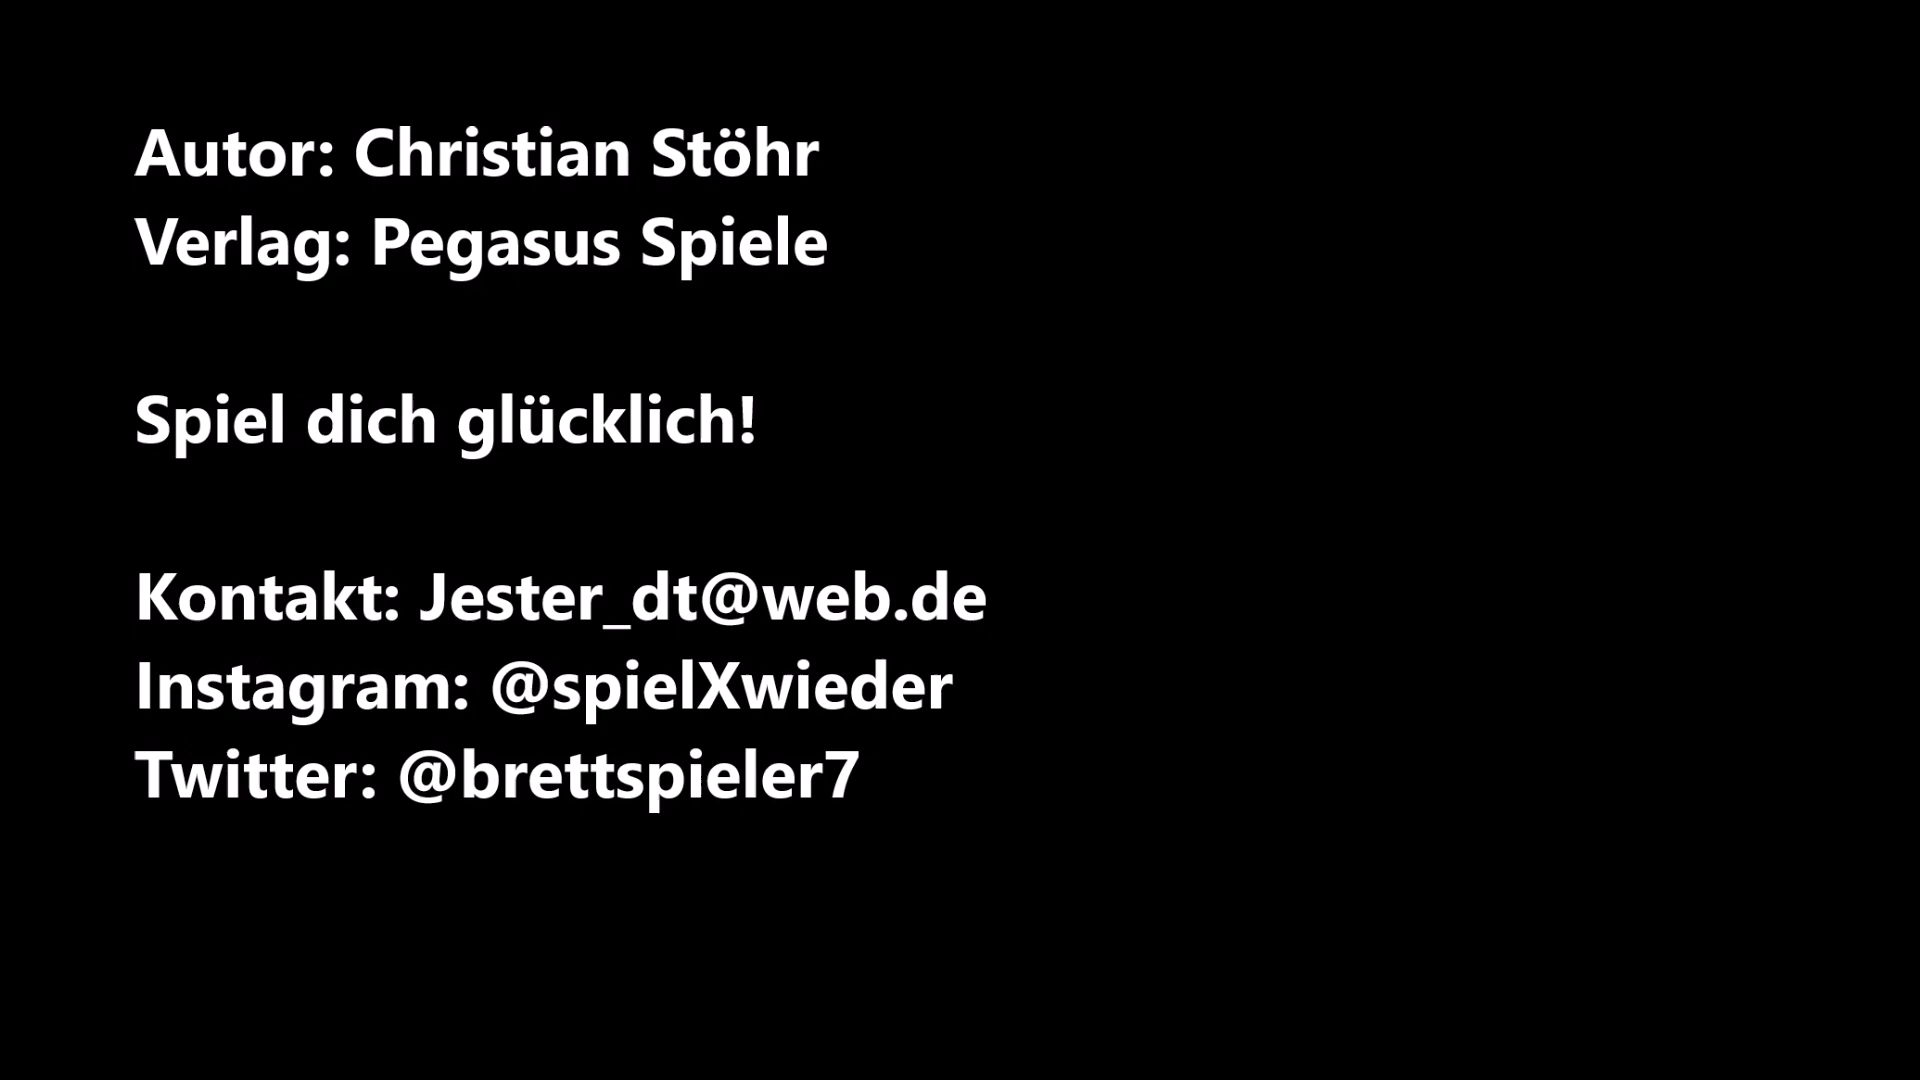 Autor: Christian Stöhr
Verlag: Pegasus Spiele
Spiel dich glücklich!
Kontakt: Jester_dt@web.de
Instagram: @spielXwieder
Twitter: @brettspieler7